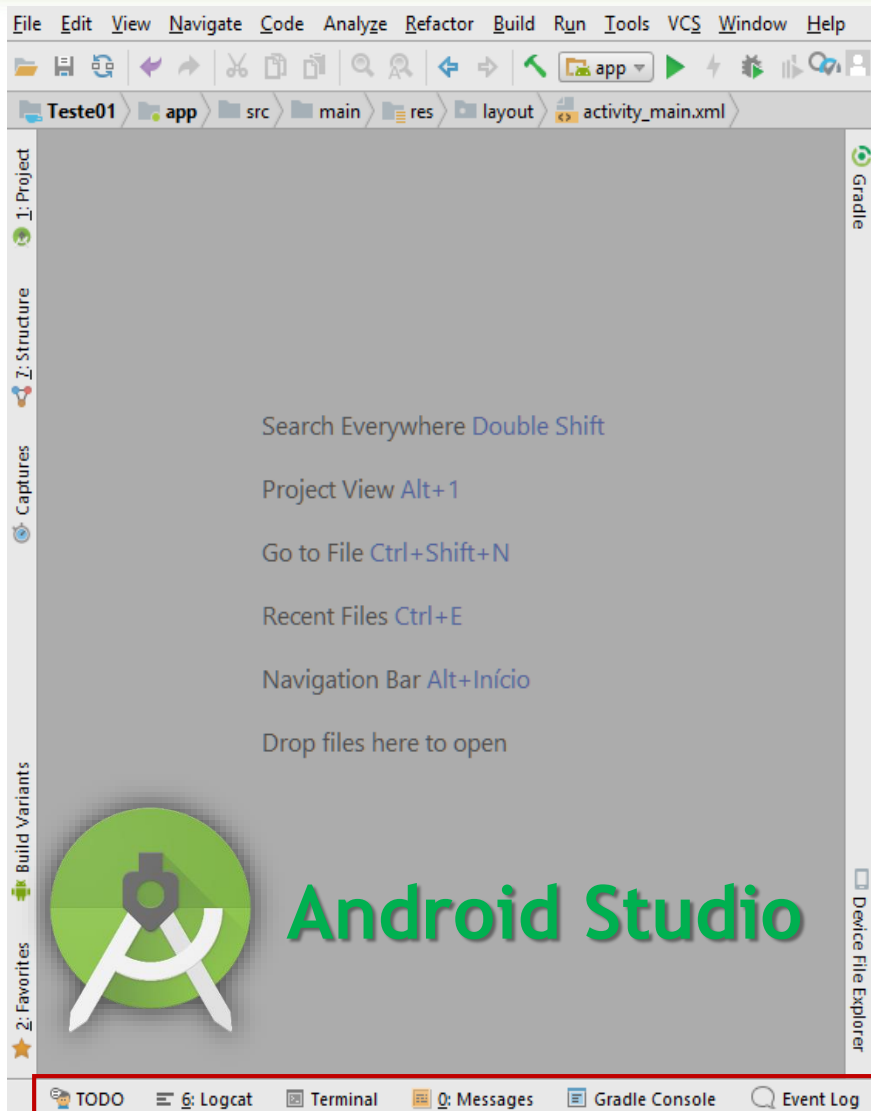 File Edit View Navigate Code Analyze Refactor Build Run Tools VCS Window Help
app
Teste01 app src main res layout activity_main.xml
1: Project
7: Structure
Captures
Build Variants
2: Favorites
Gradle
Device File Explorer
Search Everywhere Double Shift
Project View Alt+1
Go to File Ctrl+Shift+N
Recent Files Ctrl+E
Navigation Bar Alt+Início
Drop files here to open
Android Studio
TODO 6: Logcat Terminal 0: Messages Gradle Console Event Log